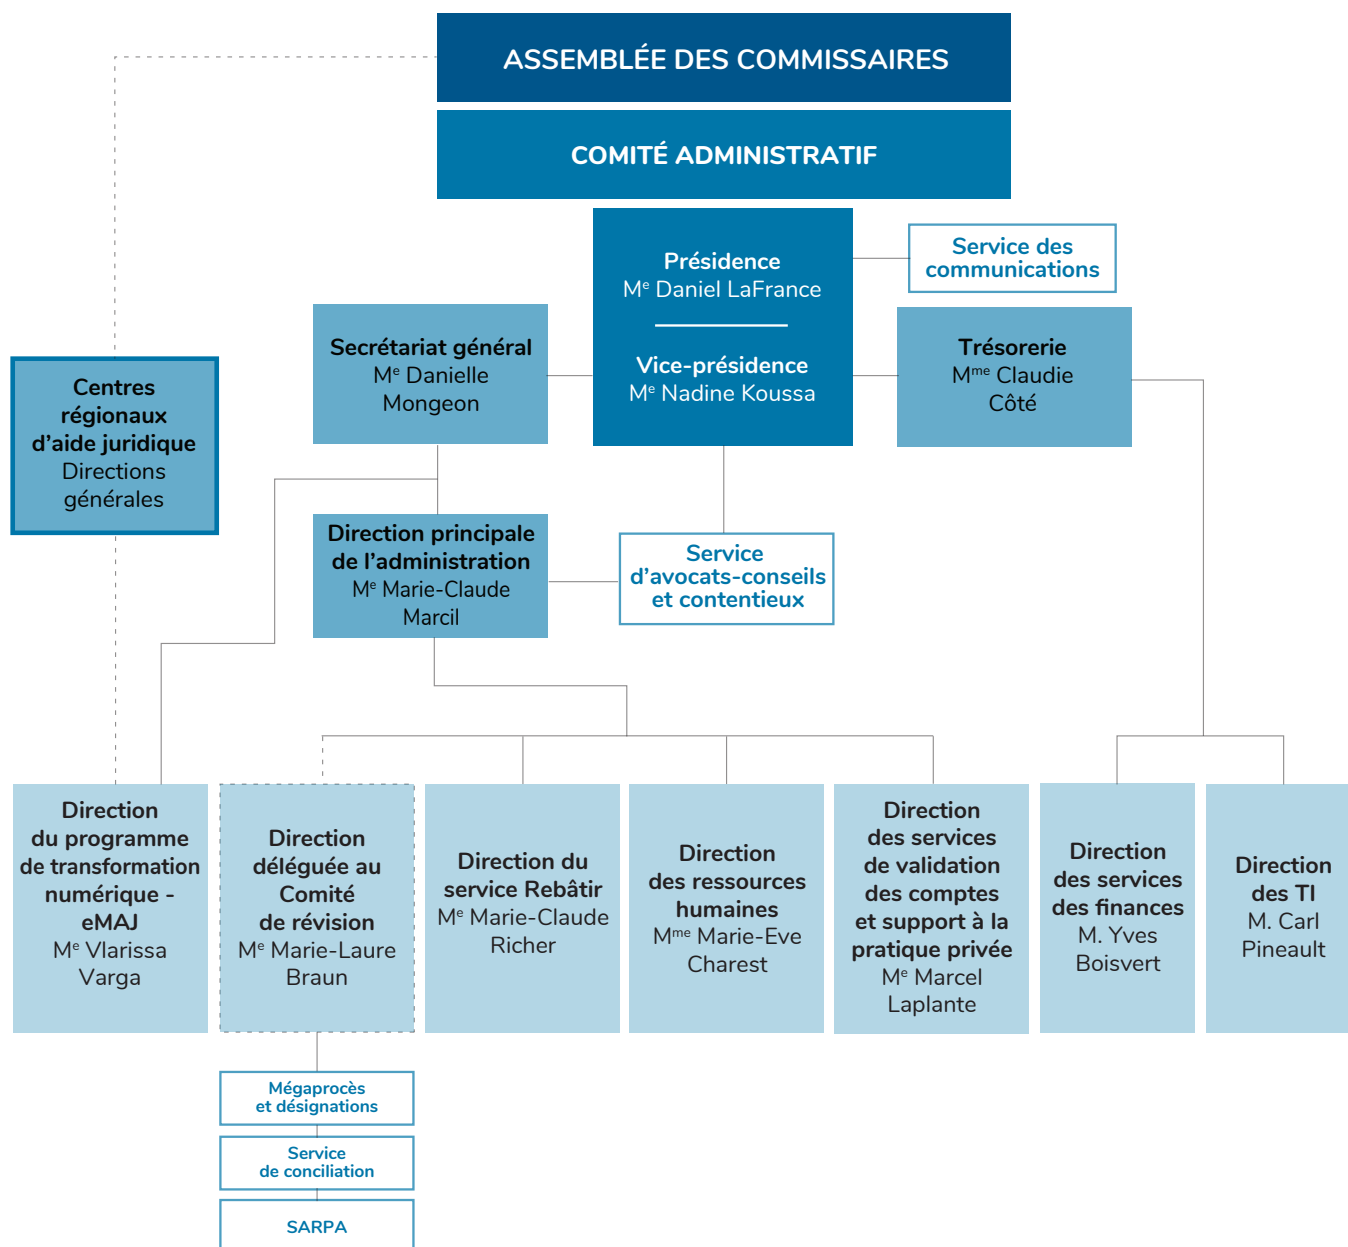 ASSEMBLÉE DES COMMISSAIRES
COMITÉ ADMINISTRATIF
Présidence
Mᵉ Daniel LaFrance
Vice-présidence
Mᵉ Nadine Koussa
Service des
communications
Secrétariat général
Mᵉ Danielle
Mongeon
Trésorerie
Mᵐᵉ Claudie
Côté
Centres
régionaux
d’aide juridique
Directions
générales
Direction principale
de l’administration
Mᵉ Marie-Claude
Marcil
Service
d’avocats-conseils
et contentieux
Direction
du programme
de transformation
numérique -
eMAJ
Mᵉ Vlarissa
Varga
Direction
déléguée au
Comité
de révision
Mᵉ Marie-Laure
Braun
Direction du
service Rebâtir
Mᵉ Marie-Claude
Richer
Direction
des ressources
humaines
Mᵐᵉ Marie-Eve
Charest
Direction
des services
de validation
des comptes
et support à la
pratique privée
Mᵉ Marcel
Laplante
Direction
des services
des finances
M. Yves
Boisvert
Direction
des TI
M. Carl
Pineault
Mégaprocès
et désignations
Service
de conciliation
SARPA